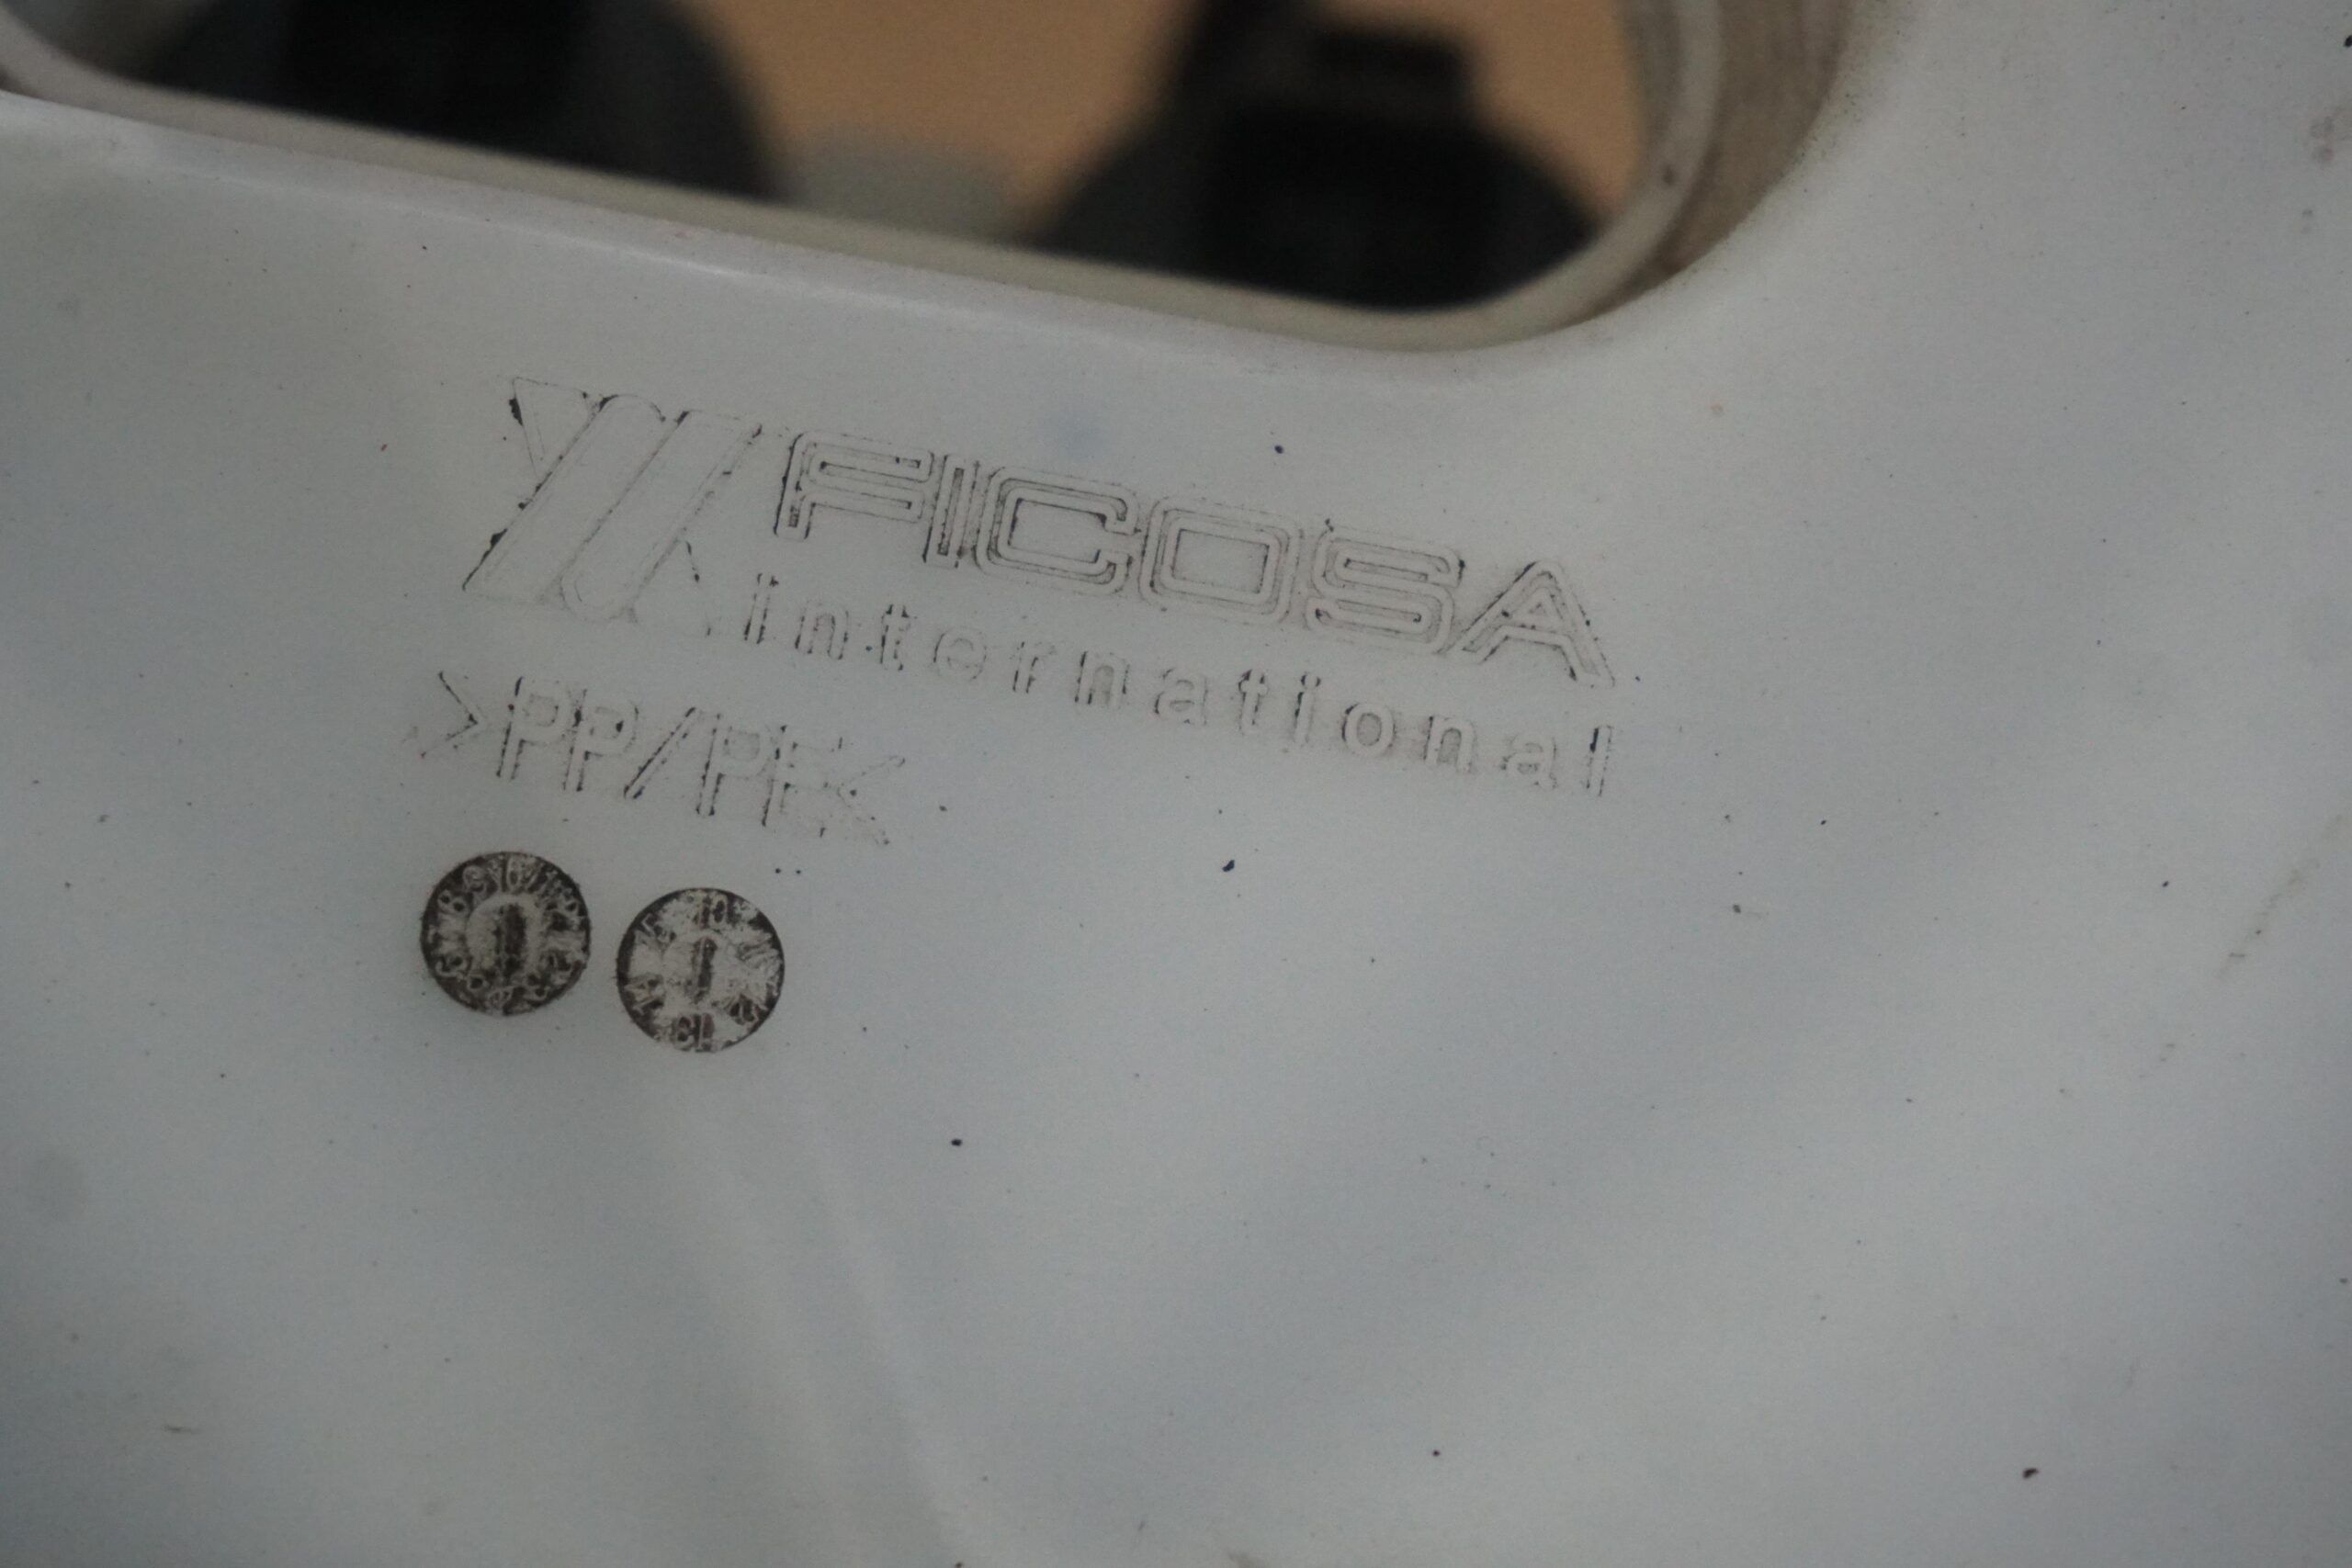 FICOSA
international
>PP/PE<